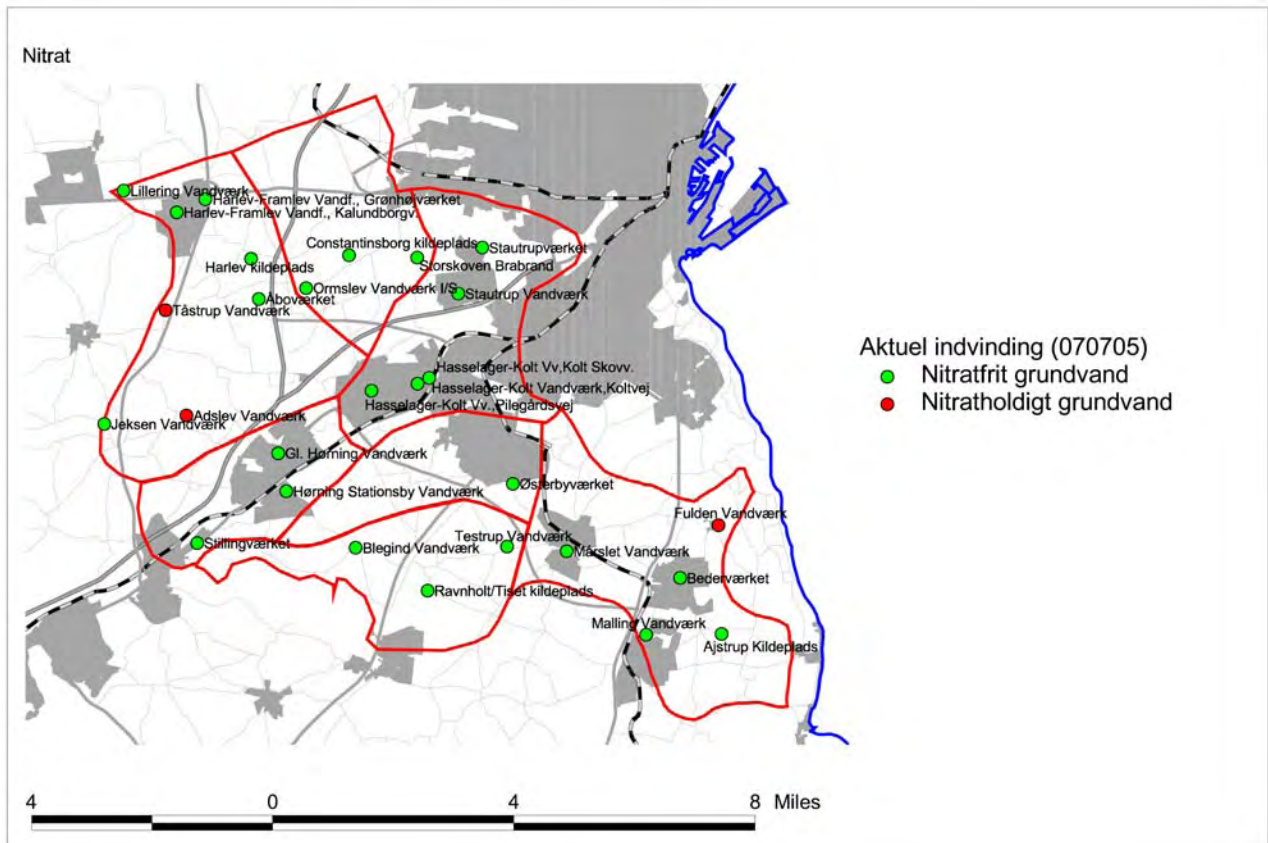 Nitrat
Lillering Vandværk
Harlev-Framlev Vandf., Grønhøjværket
Harlev-Framlev Vandf., Kalundborgv.
Constantinsborg kildeplads
Stautrupværket
Harlev kildeplads
Storskoven Brabrand
Ormslev Vandværk I/S
Stautrup Vandværk
Åboværket
Tåstrup Vandværk
Aktuel indvinding (070705)
Nitratfrit grundvand
Nitratholdigt grundvand
Hasselager-Kolt Vv,Kolt Skovv.
Hasselager-Kolt Vandværk,Koltvej
Hasselager-Kolt Vv.,Pilegårdsvej
Adslev Vandværk
Jeksen Vandværk
Gl. Hørning Vandværk
Hørning Stationsby Vandværk
Østerbyværket
Fulden Vandværk
Stillingværket
Blegind Vandværk
Testrup Vandværk
Mårslet Vandværk
Bederværket
Ravnholt/Tiset kildeplads
Malling Vandværk
Ajstrup Kildeplads
4 0 4 8 Miles